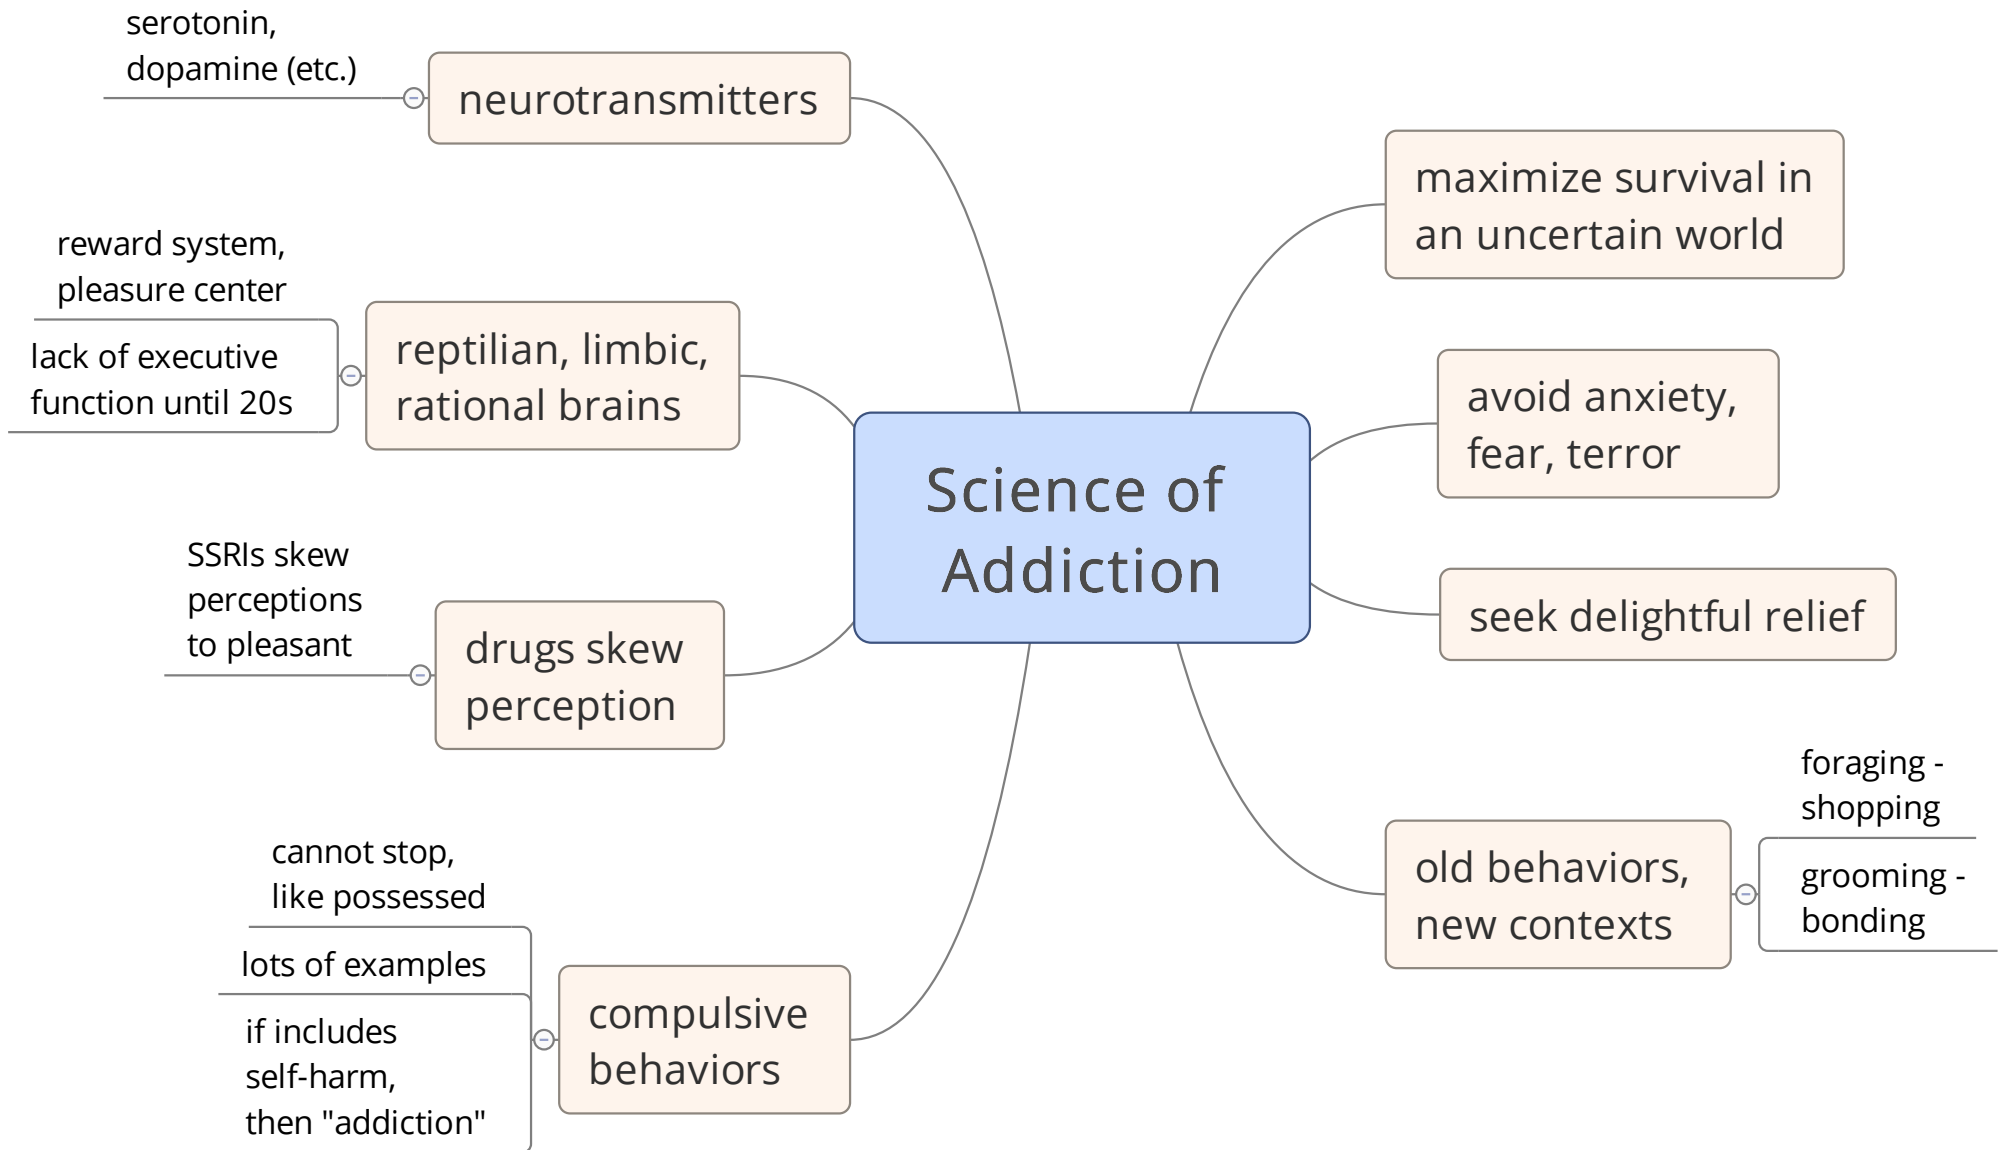 Science of
Addiction
serotonin,
dopamine (etc.)
neurotransmitters
reward system,
pleasure center
lack of executive
function until 20s
reptilian, limbic,
rational brains
SSRIs skew
perceptions
to pleasant
drugs skew
perception
cannot stop,
like possessed
lots of examples
if includes
self-harm,
then "addiction"
compulsive
behaviors
maximize survival in
an uncertain world
avoid anxiety,
fear, terror
seek delightful relief
old behaviors,
new contexts
foraging -
shopping
grooming -
bonding